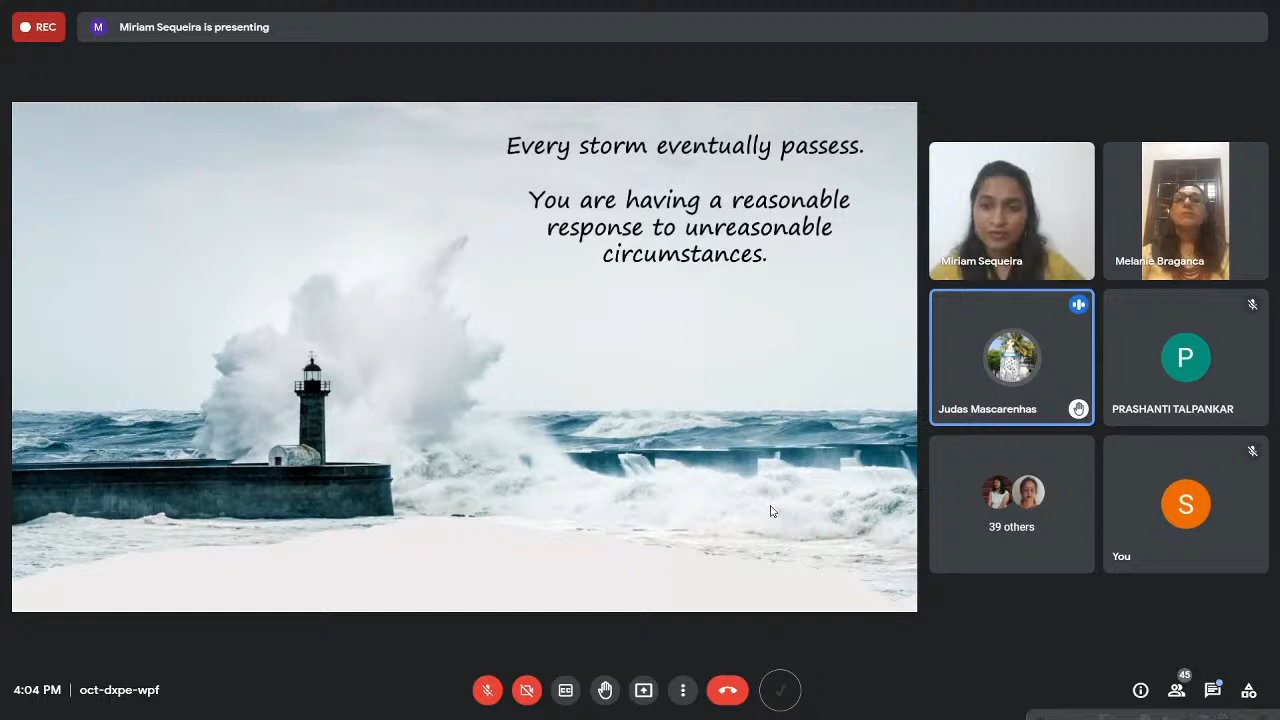 REC
M
Miriam Sequeira is presenting
Every storm eventually passess.
You are having a reasonable
response to unreasonable
circumstances.
Miriam Sequeira
Melanie Braganca
Judas Mascarenhas
P
PRASHANTI TALPANKAR
39 others
S
You
4:04 PM | oct-dxpe-wpf
CC
45